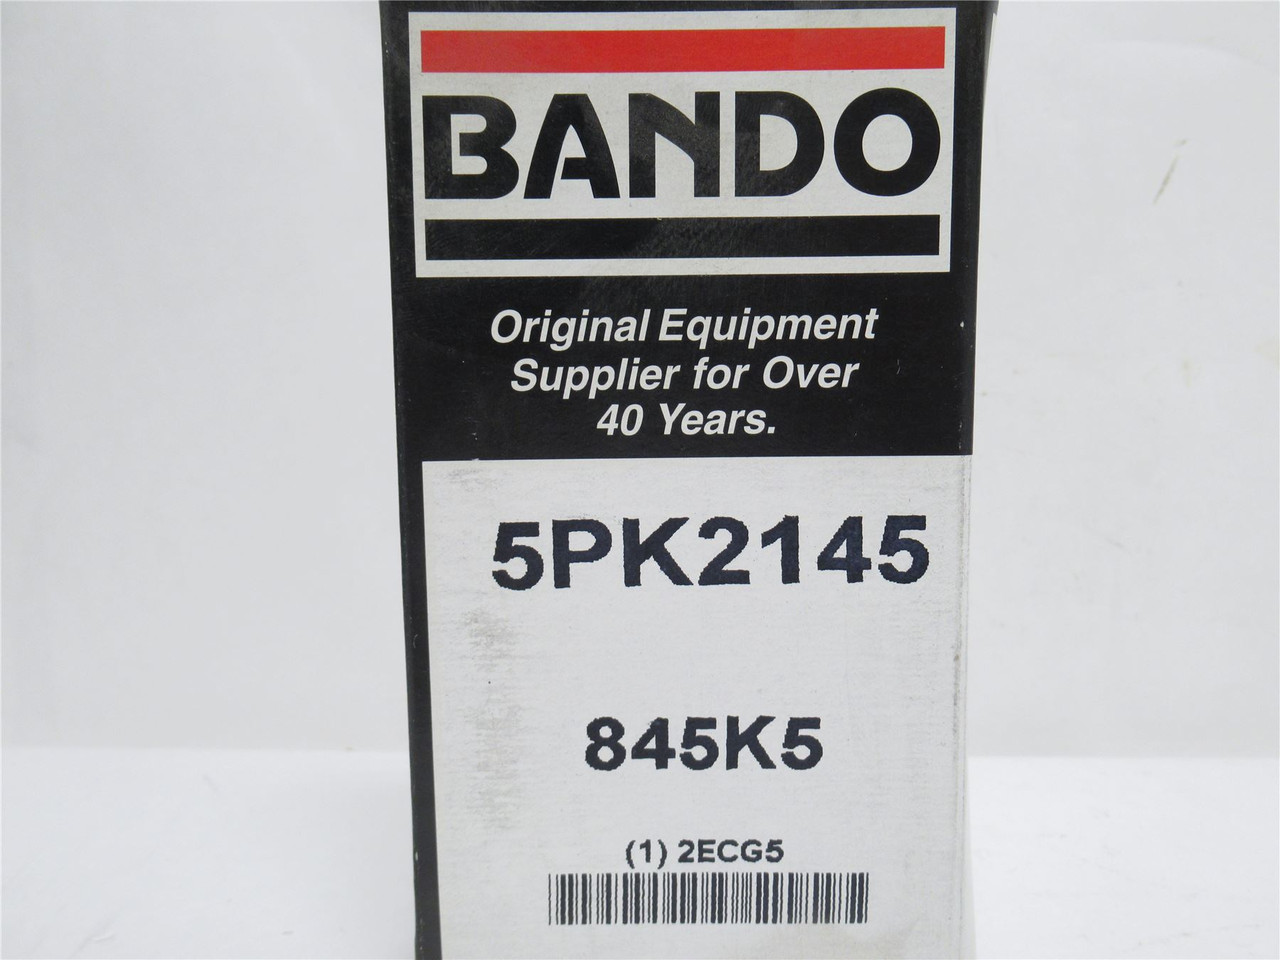 BANDO
Original Equipment
Supplier for Over
40 Years.
5PK2145
845K5
(1) 2ECG5